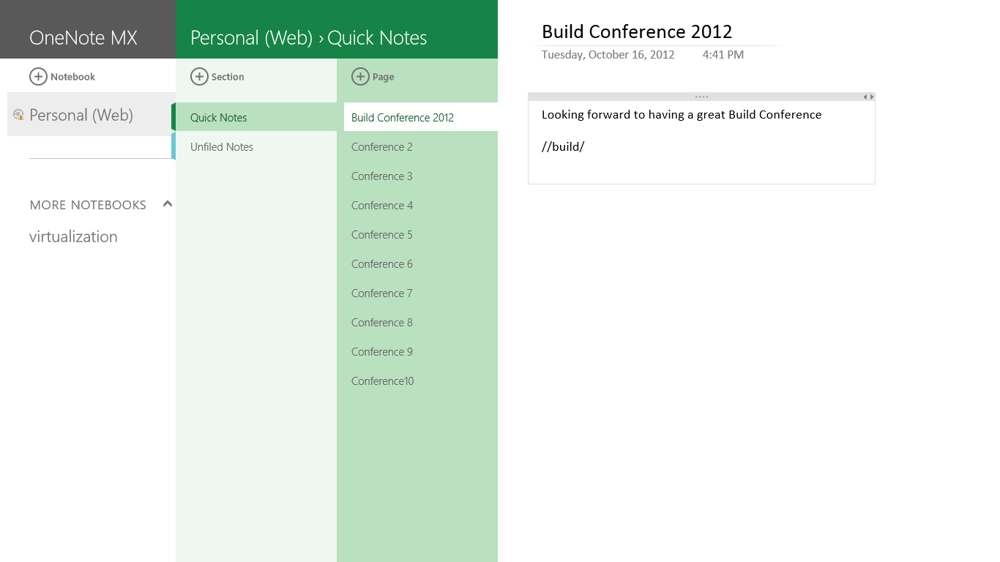 OneNote MX
Personal (Web) › Quick Notes
Notebook
Personal (Web)
MORE NOTEBOOKS
virtualization
Section
Quick Notes
Unfiled Notes
Page
Build Conference 2012
Conference 2
Conference 3
Conference 4
Conference 5
Conference 6
Conference 7
Conference 8
Conference 9
Conference10
Build Conference 2012
Tuesday, October 16, 2012 4:41 PM
Looking forward to having a great Build Conference
//build/